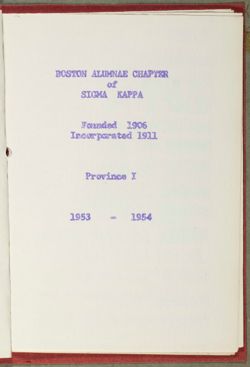 BOSTON ALUMNAE CHAPTER
of
SIGMA KAPPA
Founded 1906
Incorporated 1911
Province I
1953 - 1954